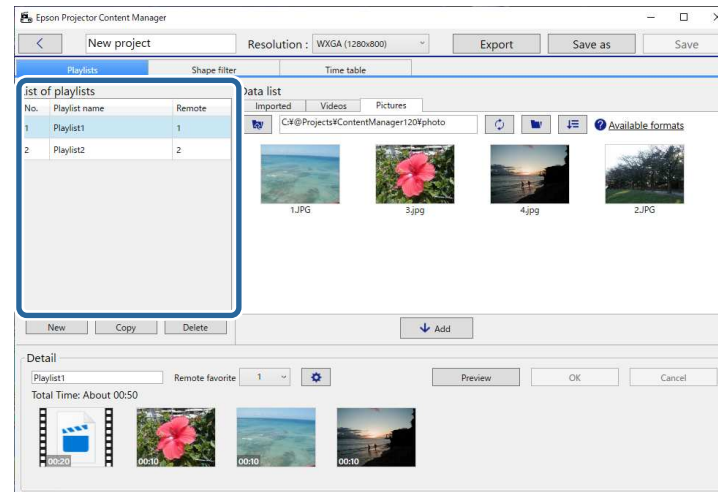 Epson Projector Content Manager
New project Resolution : WXGA (1280x800) Export Save as Save
Playlists Shape filter Time table
List of playlists Data list
No. Playlist name Remote Imported Videos Pictures
1 Playlist1 1 C:¥@Projects¥ContentManager120¥photo Available formats
2 Playlist2 2
1.JPG 3.jpg 4.jpg 2.JPG
New Copy Delete Add
Detail
Playlist1 Remote favorite 1 Preview OK Cancel
Total Time: About 00:50
00:20 00:10 00:10 00:10